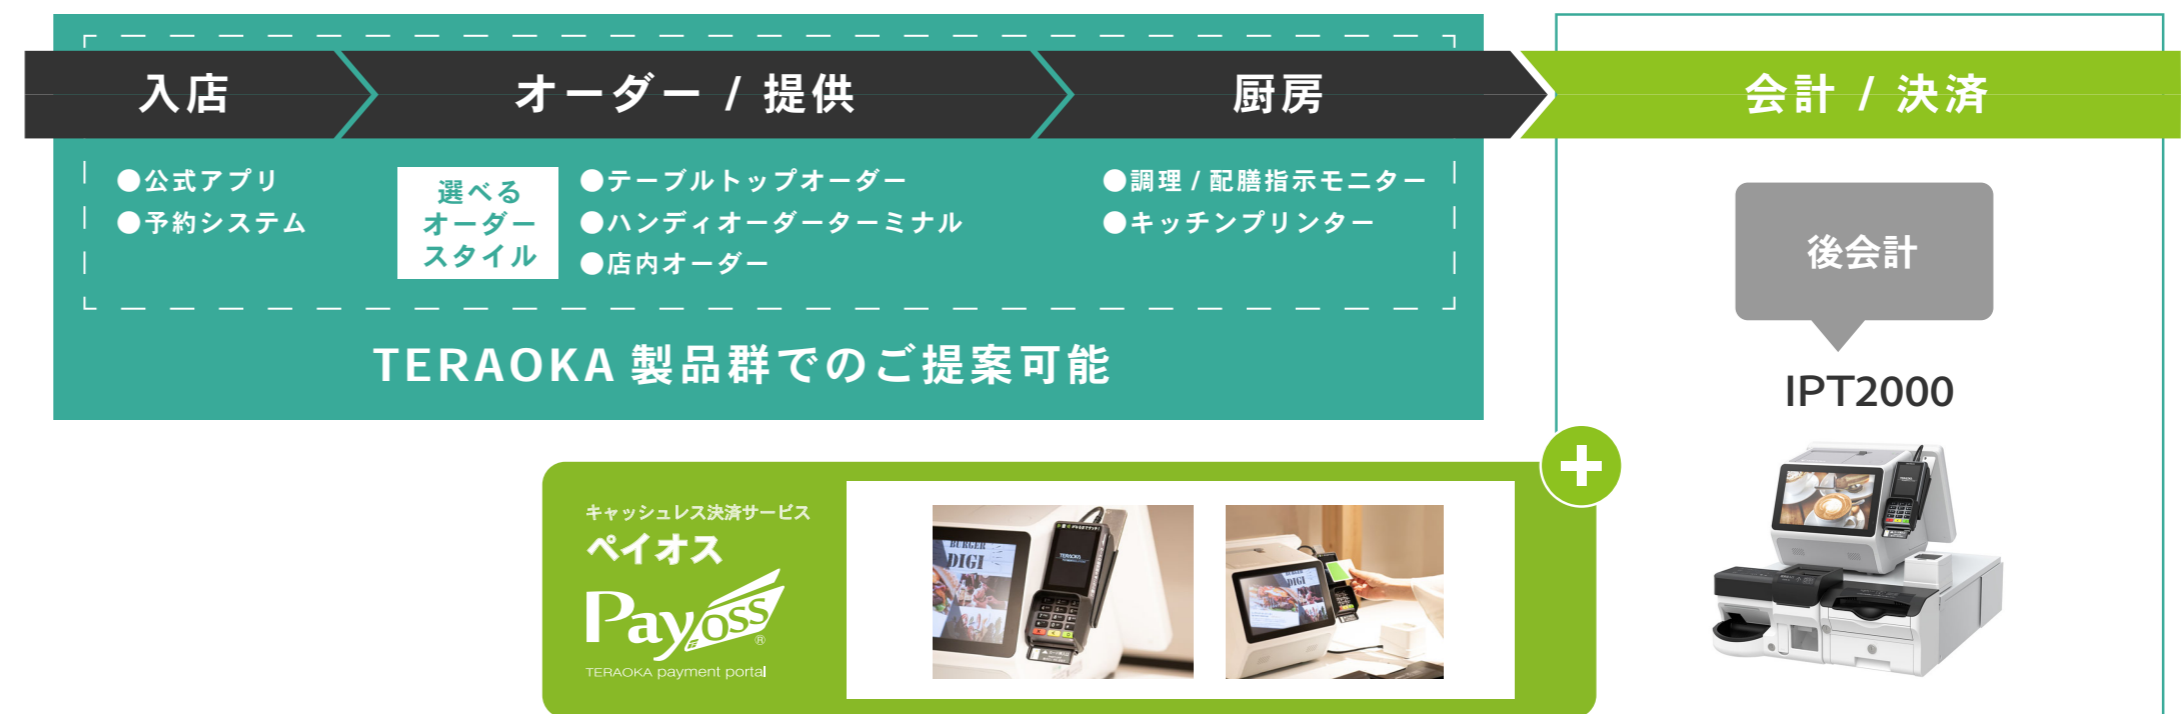 入店
オーダー / 提供
厨房
会計 / 決済
●公式アプリ
●予約システム
選べる
オーダー
スタイル
●テーブルトップオーダー
●ハンディオーダーターミナル
●店内オーダー
●調理 / 配膳指示モニター
●キッチンプリンター
TERAOKA 製品群でのご提案可能
後会計
IPT2000
キャッシュレス決済サービス
ペイオス
Payoss®
TERAOKA payment portal
BURGER
DIGI
TERAOKA
BURGER
DIGI